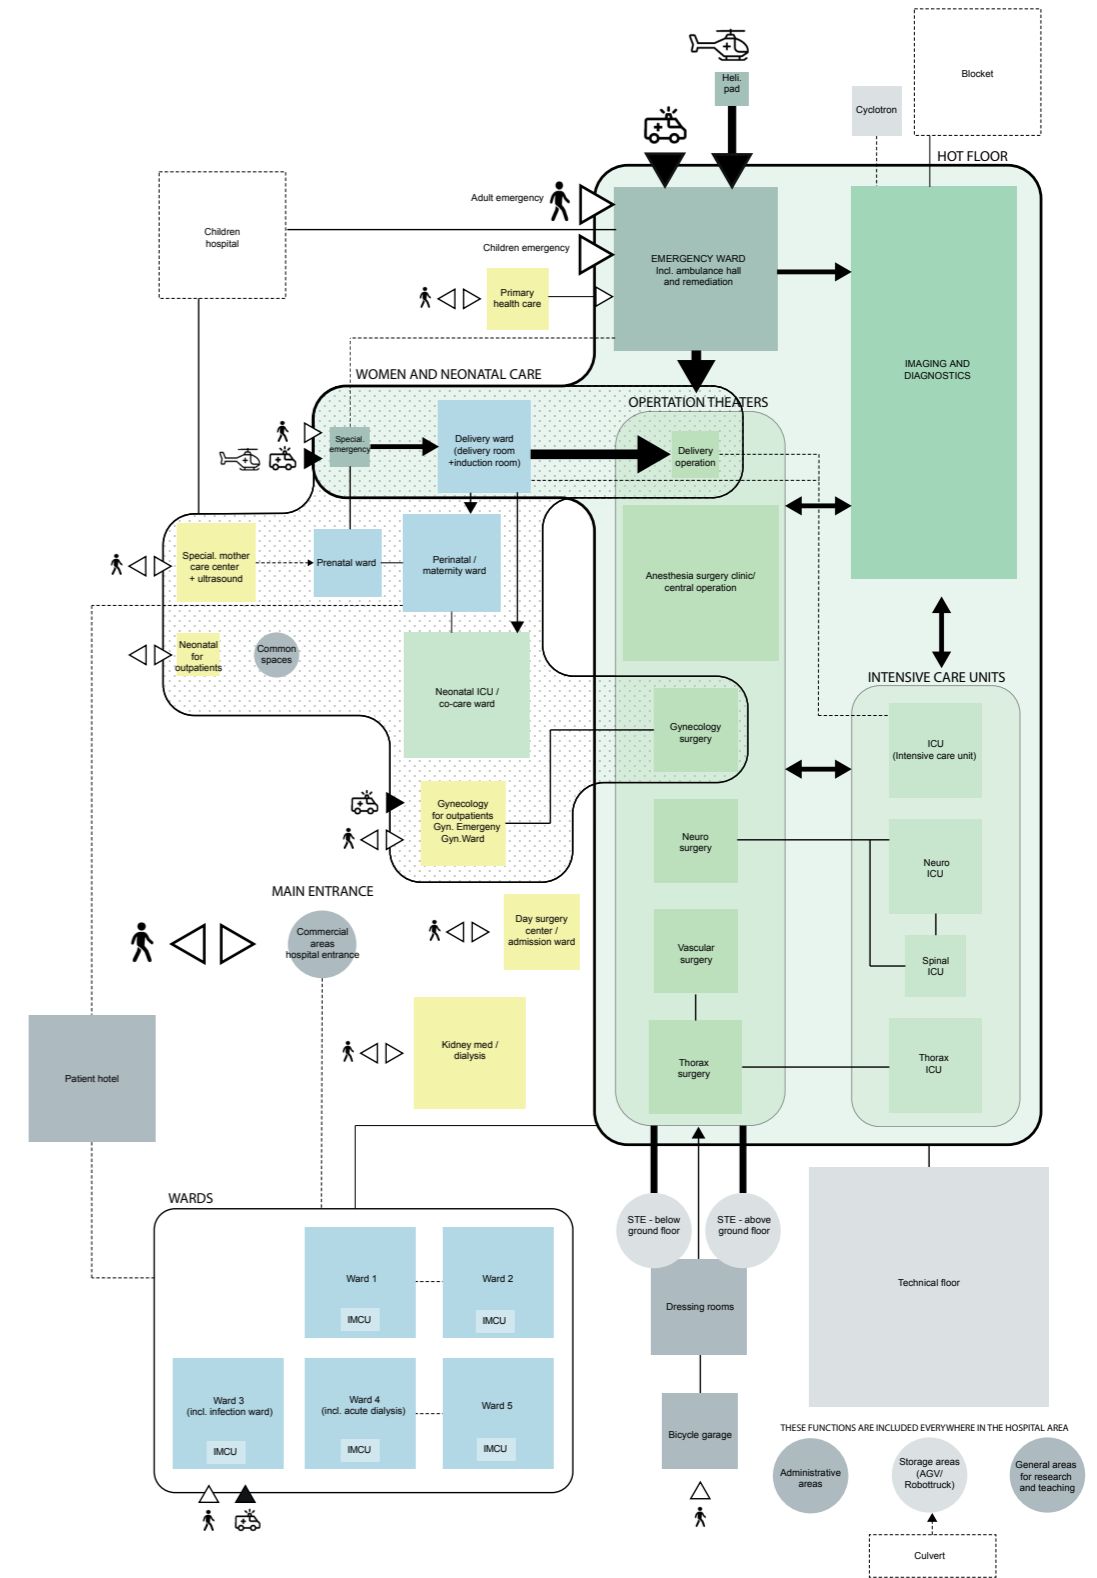 Heli.
pad
Blocket
Cyclotron
HOT FLOOR
Adult emergency
Children
hospital
Children emergency
EMERGENCY WARD
Incl. ambulance hall
and remediation
Primary
health care
IMAGING AND
DIAGNOSTICS
WOMEN AND NEONATAL CARE
OPERTATION THEATERS
Special.
emergency
Delivery ward
(delivery room
+induction room)
Delivery
operation
Special. mother
care center
+ ultrasound
Prenatal ward
Perinatal /
maternity ward
Anesthesia surgery clinic/
central operation
Neonatal
for
outpatients
Common
spaces
INTENSIVE CARE UNITS
Neonatal ICU /
co-care ward
Gynecology
surgery
ICU
(Intensive care unit)
Gynecology
for outpatients
Gyn. Emergeny
Gyn.Ward
Neuro
surgery
Neuro
ICU
MAIN ENTRANCE
Commercial
areas
hospital entrance
Day surgery
center /
admission ward
Vascular
surgery
Spinal
ICU
Patient hotel
Kidney med /
dialysis
Thorax
surgery
Thorax
ICU
WARDS
STE - below
ground floor
STE - above
ground floor
Ward 1
IMCU
Ward 2
IMCU
Dressing rooms
Technical floor
Ward 3
(incl. infection ward)
IMCU
Ward 4
(incl. acute dialysis)
IMCU
Ward 5
IMCU
Bicycle garage
THESE FUNCTIONS ARE INCLUDED EVERYWHERE IN THE HOSPITAL AREA
Administrative
areas
Storage areas
(AGV/
Robottruck)
General areas
for research
and teaching
Culvert